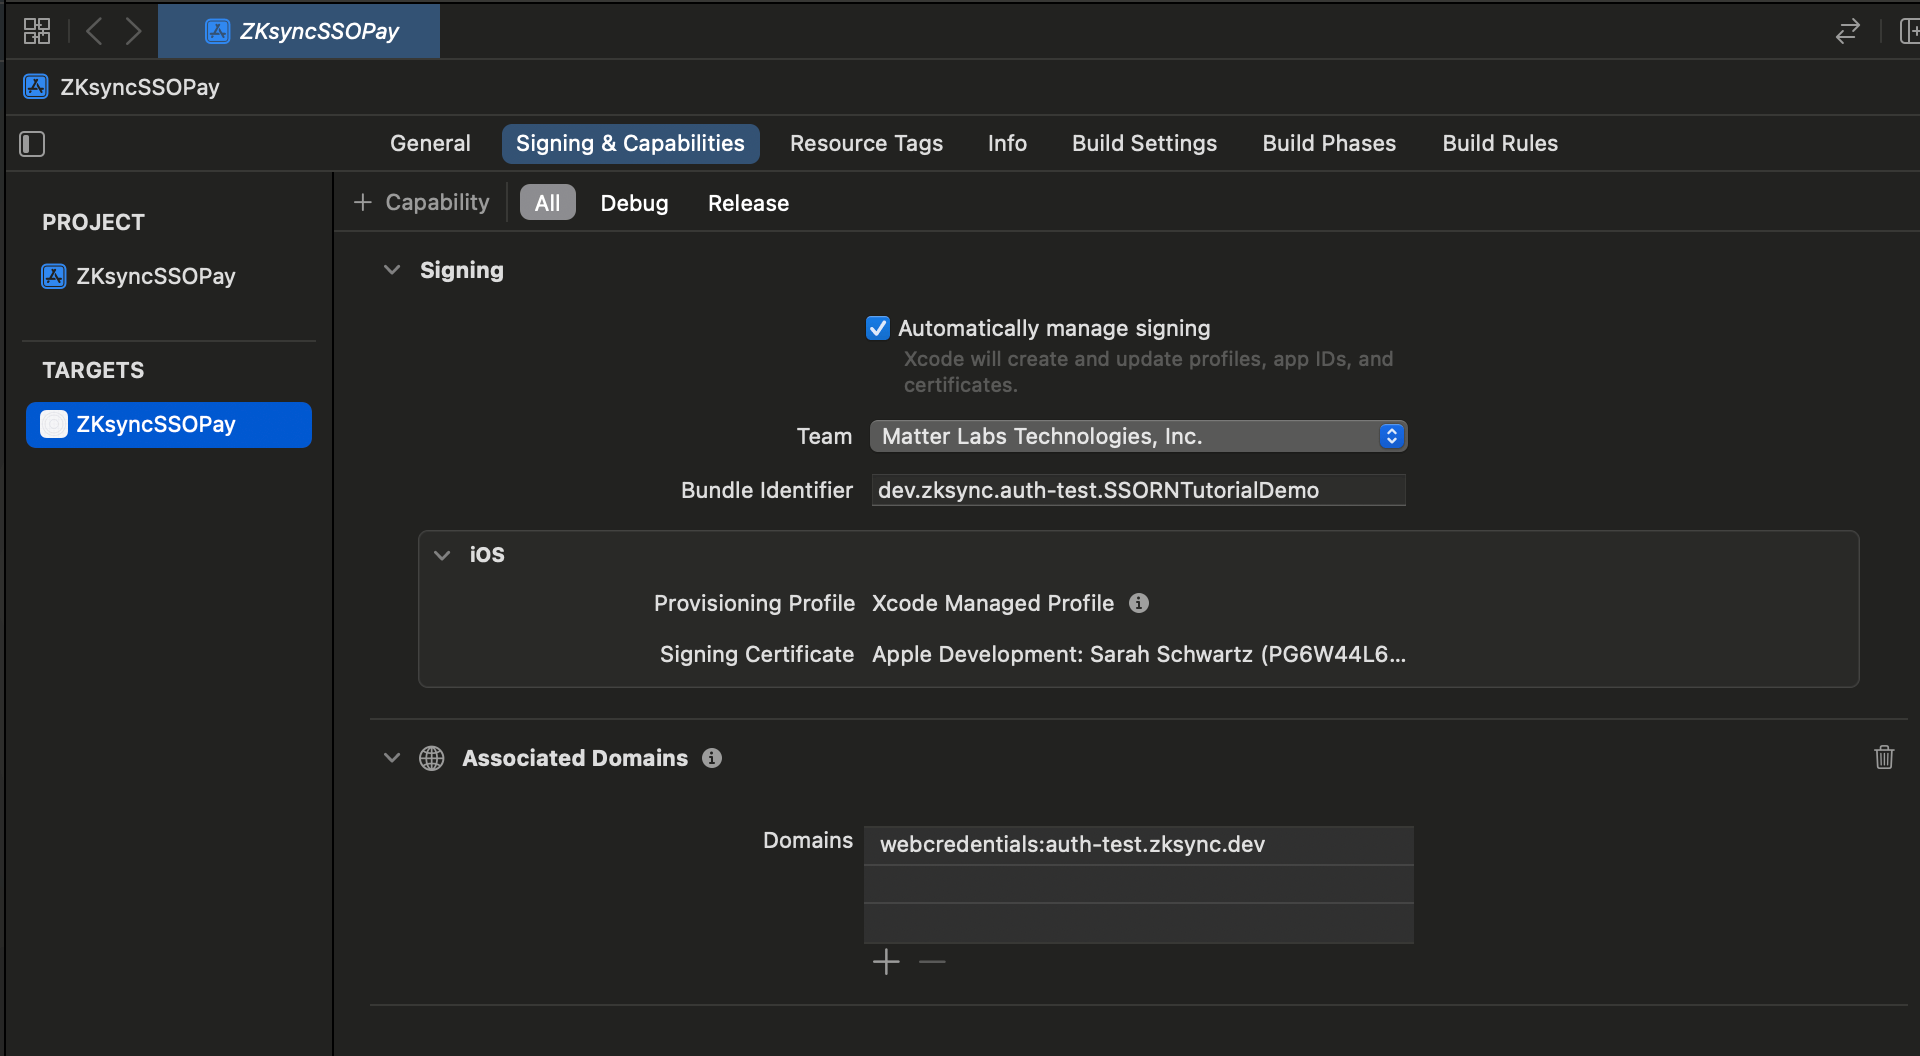 ZKsyncSSOPay
ZKsyncSSOPay
General Signing & Capabilities Resource Tags Info Build Settings Build Phases Build Rules
PROJECT
ZKsyncSSOPay
TARGETS
ZKsyncSSOPay
+ Capability All Debug Release
Signing
Automatically manage signing
Xcode will create and update profiles, app IDs, and
certificates.
Team Matter Labs Technologies, Inc.
Bundle Identifier dev.zksync.auth-test.SSORNTutorialDemo
iOS
Provisioning Profile Xcode Managed Profile
Signing Certificate Apple Development: Sarah Schwartz (PG6W44L6...
Associated Domains
Domains webcredentials:auth-test.zksync.dev